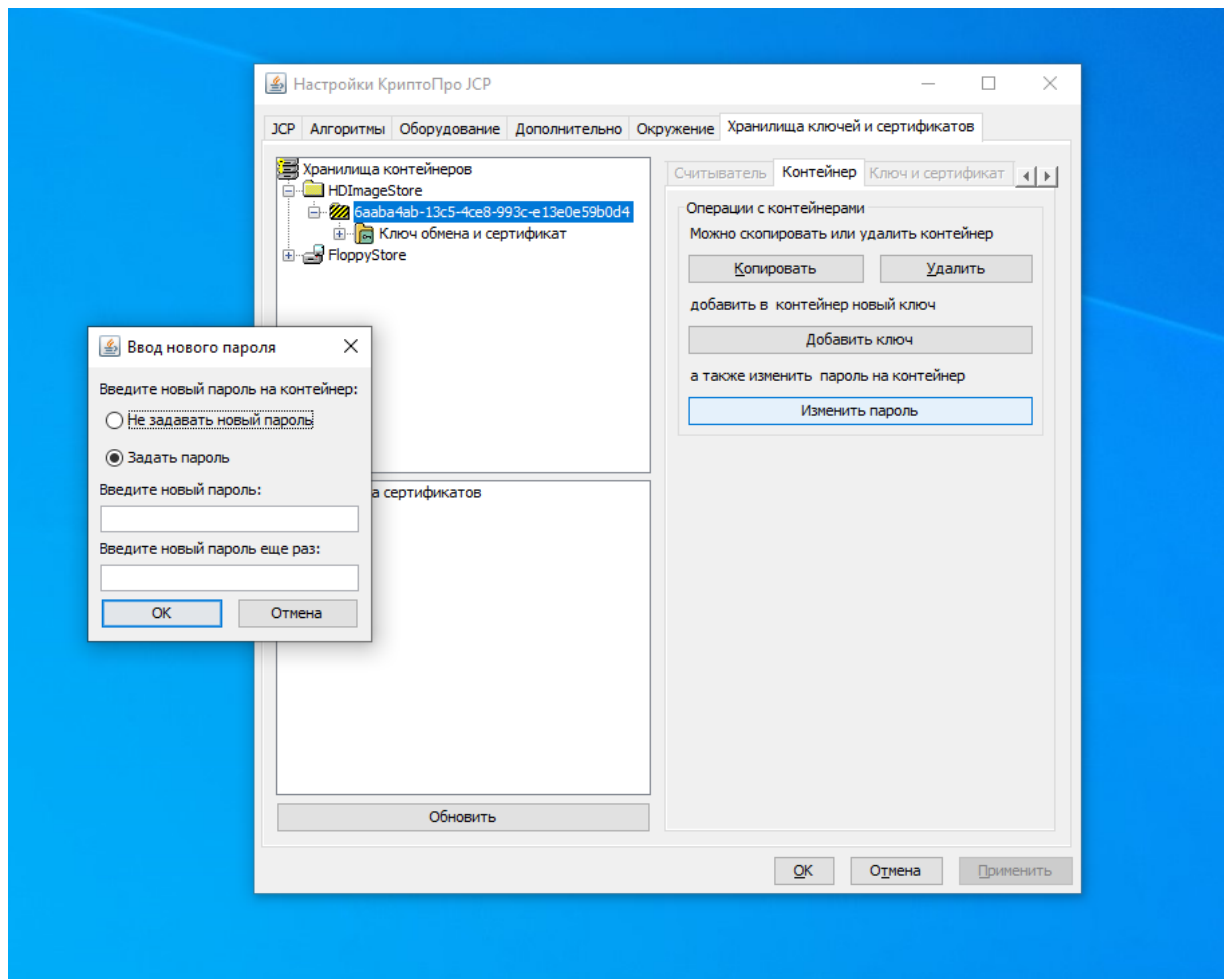 Настройки КриптоПро JCP
JCP Алгоритмы Оборудование Дополнительно Окружение Хранилища ключей и сертификатов
Хранилища контейнеров
HDImageStore
6aaba4ab-13c5-4ce8-993c-e13e0e59b0d4
Ключ обмена и сертификат
FloppyStore
Считыватель Контейнер Ключ и сертификат
Операции с контейнерами
Можно скопировать или удалить контейнер
Копировать Удалить
добавить в контейнер новый ключ
Добавить ключ
а также изменить пароль на контейнер
Изменить пароль
Ввод нового пароля
Введите новый пароль на контейнер:
Не задавать новый пароль
Задать пароль
Введите новый пароль:
Введите новый пароль еще раз:
ОК Отмена
а сертификатов
Обновить
ОК Отмена Применить